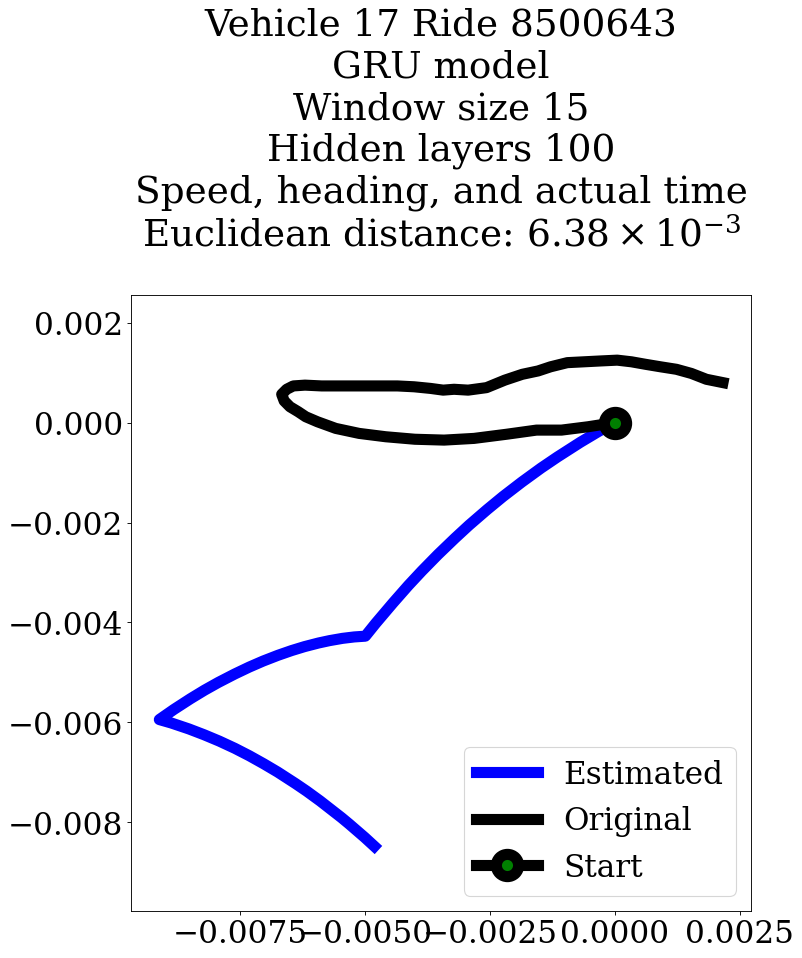 Vehicle 17 Ride 8500643
GRU model
Window size 15
Hidden layers 100
Speed, heading, and actual time
Euclidean distance: 6.38 × 10⁻³
0.002
0.000
−0.002
−0.004
−0.006
−0.008
Estimated
Original
Start
−0.0075 −0.0050 −0.0025 0.0000 0.0025